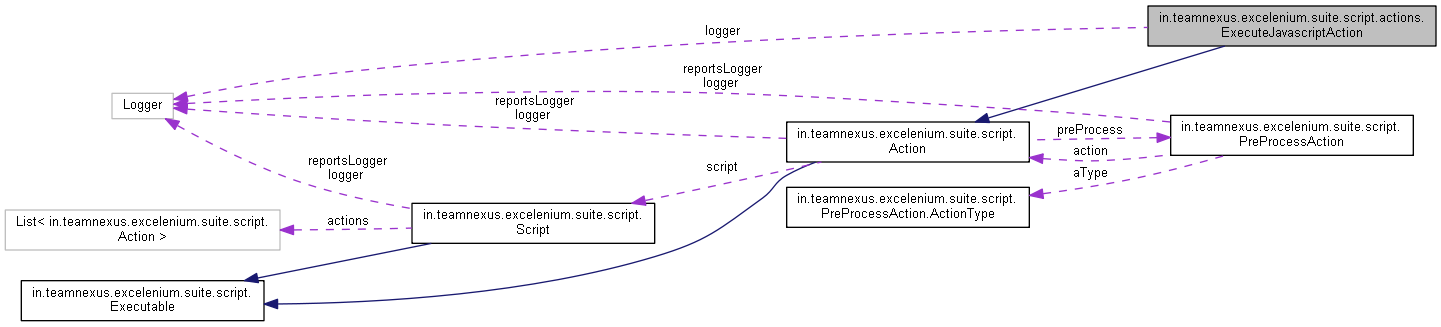 in.teamnexus.excelenium.suite.script.actions.
ExecuteJavascriptAction
logger
reportsLogger
logger
Logger
reportsLogger
logger
in.teamnexus.excelenium.suite.script.
Action
preProcess
in.teamnexus.excelenium.suite.script.
PreProcessAction
action
reportsLogger
logger
script
aType
in.teamnexus.excelenium.suite.script.
PreProcessAction.ActionType
List< in.teamnexus.excelenium.suite.script.
Action >
actions
in.teamnexus.excelenium.suite.script.
Script
in.teamnexus.excelenium.suite.script.
Executable